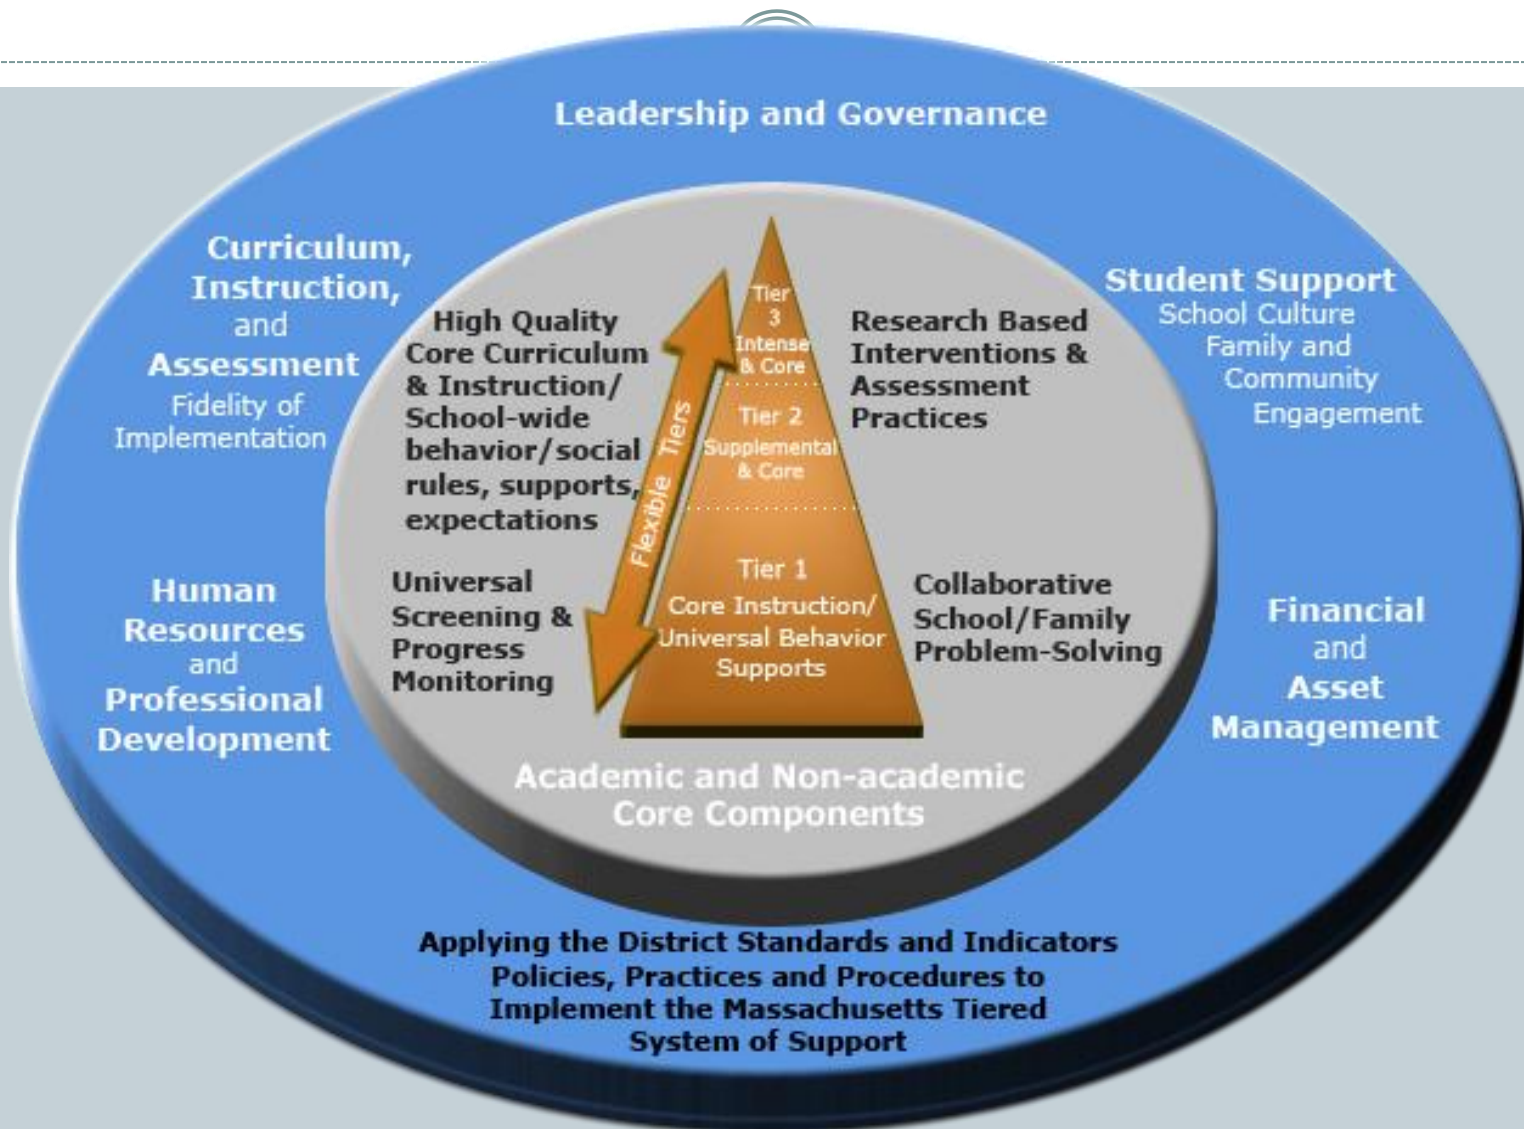 Leadership and Governance
Curriculum,
Instruction,
and
Assessment
Fidelity of
Implementation
Student Support
School Culture
Family and
Community
Engagement
High Quality
Core Curriculum
& Instruction/
School-wide
behavior/social
rules, supports,
expectations
Flexible Tiers
Tier
3
Intense
& Core
Tier 2
Supplemental
& Core
Tier 1
Core Instruction/
Universal Behavior
Supports
Research Based
Interventions &
Assessment
Practices
Universal
Screening &
Progress
Monitoring
Collaborative
School/Family
Problem-Solving
Human
Resources
and
Professional
Development
Financial
and
Asset
Management
Academic and Non-academic
Core Components
Applying the District Standards and Indicators
Policies, Practices and Procedures to
Implement the Massachusetts Tiered
System of Support